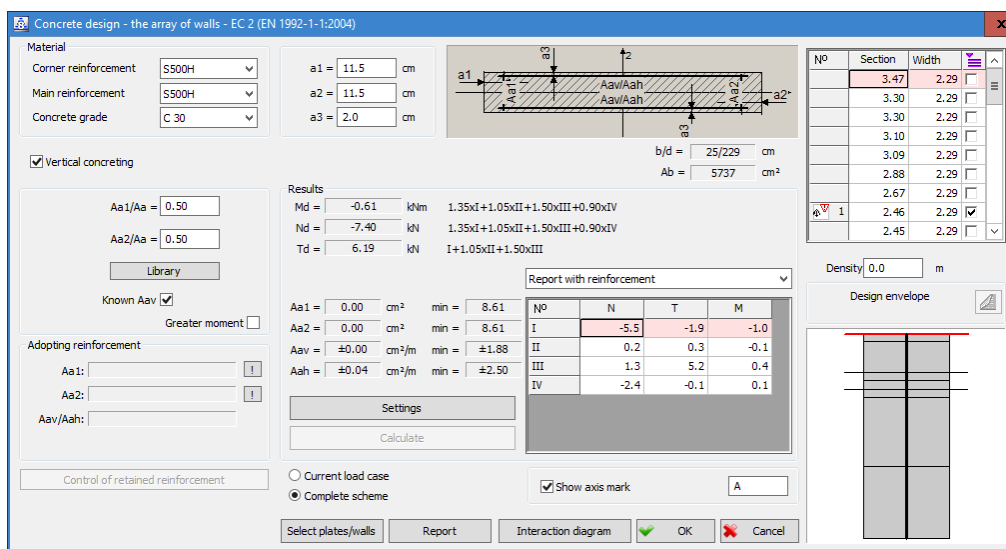 Concrete design - the array of walls - EC 2 (EN 1992-1-1:2004)
x
Material
Corner reinforcement S500H
Main reinforcement S500H
Concrete grade C 30
a1 = 11.5 cm
a2 = 11.5 cm
a3 = 2.0 cm
a3 2
a1 Aa1 Aav/Aah Aa2
Aav/Aah a2
a3
b/d = 25/229 cm
Ab = 5737 cm²
Nº Section Width
3.47 2.29
3.30 2.29
3.30 2.29
3.10 2.29
3.09 2.29
2.88 2.29
2.67 2.29
1 2.46 2.29
2.45 2.29
Vertical concreting
Aa1/Aa = 0.50
Aa2/Aa = 0.50
Library
Known Aav
Greater moment
Adopting reinforcement
Aa1: !
Aa2: !
Aav/Aah:
Control of retained reinforcement
Results
Md = -0.61 kNm 1.35xI+1.05xII+1.50xIII+0.90xIV
Nd = -7.40 kN 1.35xI+1.05xII+1.50xIII+0.90xIV
Td = 6.19 kN I+1.05xII+1.50xIII
Report with reinforcement
Aa1 = 0.00 cm² min = 8.61
Aa2 = 0.00 cm² min = 8.61
Aav = ±0.00 cm²/m min = ±1.88
Aah = ±0.04 cm²/m min = ±2.50
Settings
Calculate
Nº N T M
I -5.5 -1.9 -1.0
II 0.2 0.3 -0.1
III 1.3 5.2 0.4
IV -2.4 -0.1 0.1
Current load case
Complete scheme
Show axis mark A
Density 0.0 m
Design envelope
Select plates/walls Report Interaction diagram OK Cancel